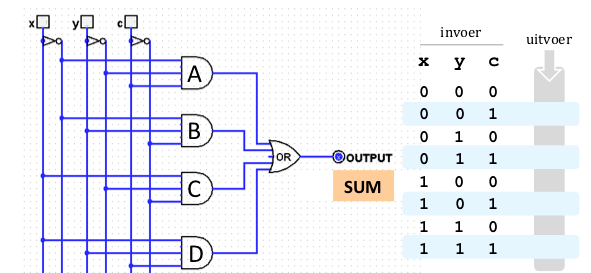 x y c
A
B
C
D
OR
OUTPUT
SUM
invoer
uitvoer
x y c
0 0 0
0 0 1
0 1 0
0 1 1
1 0 0
1 0 1
1 1 0
1 1 1